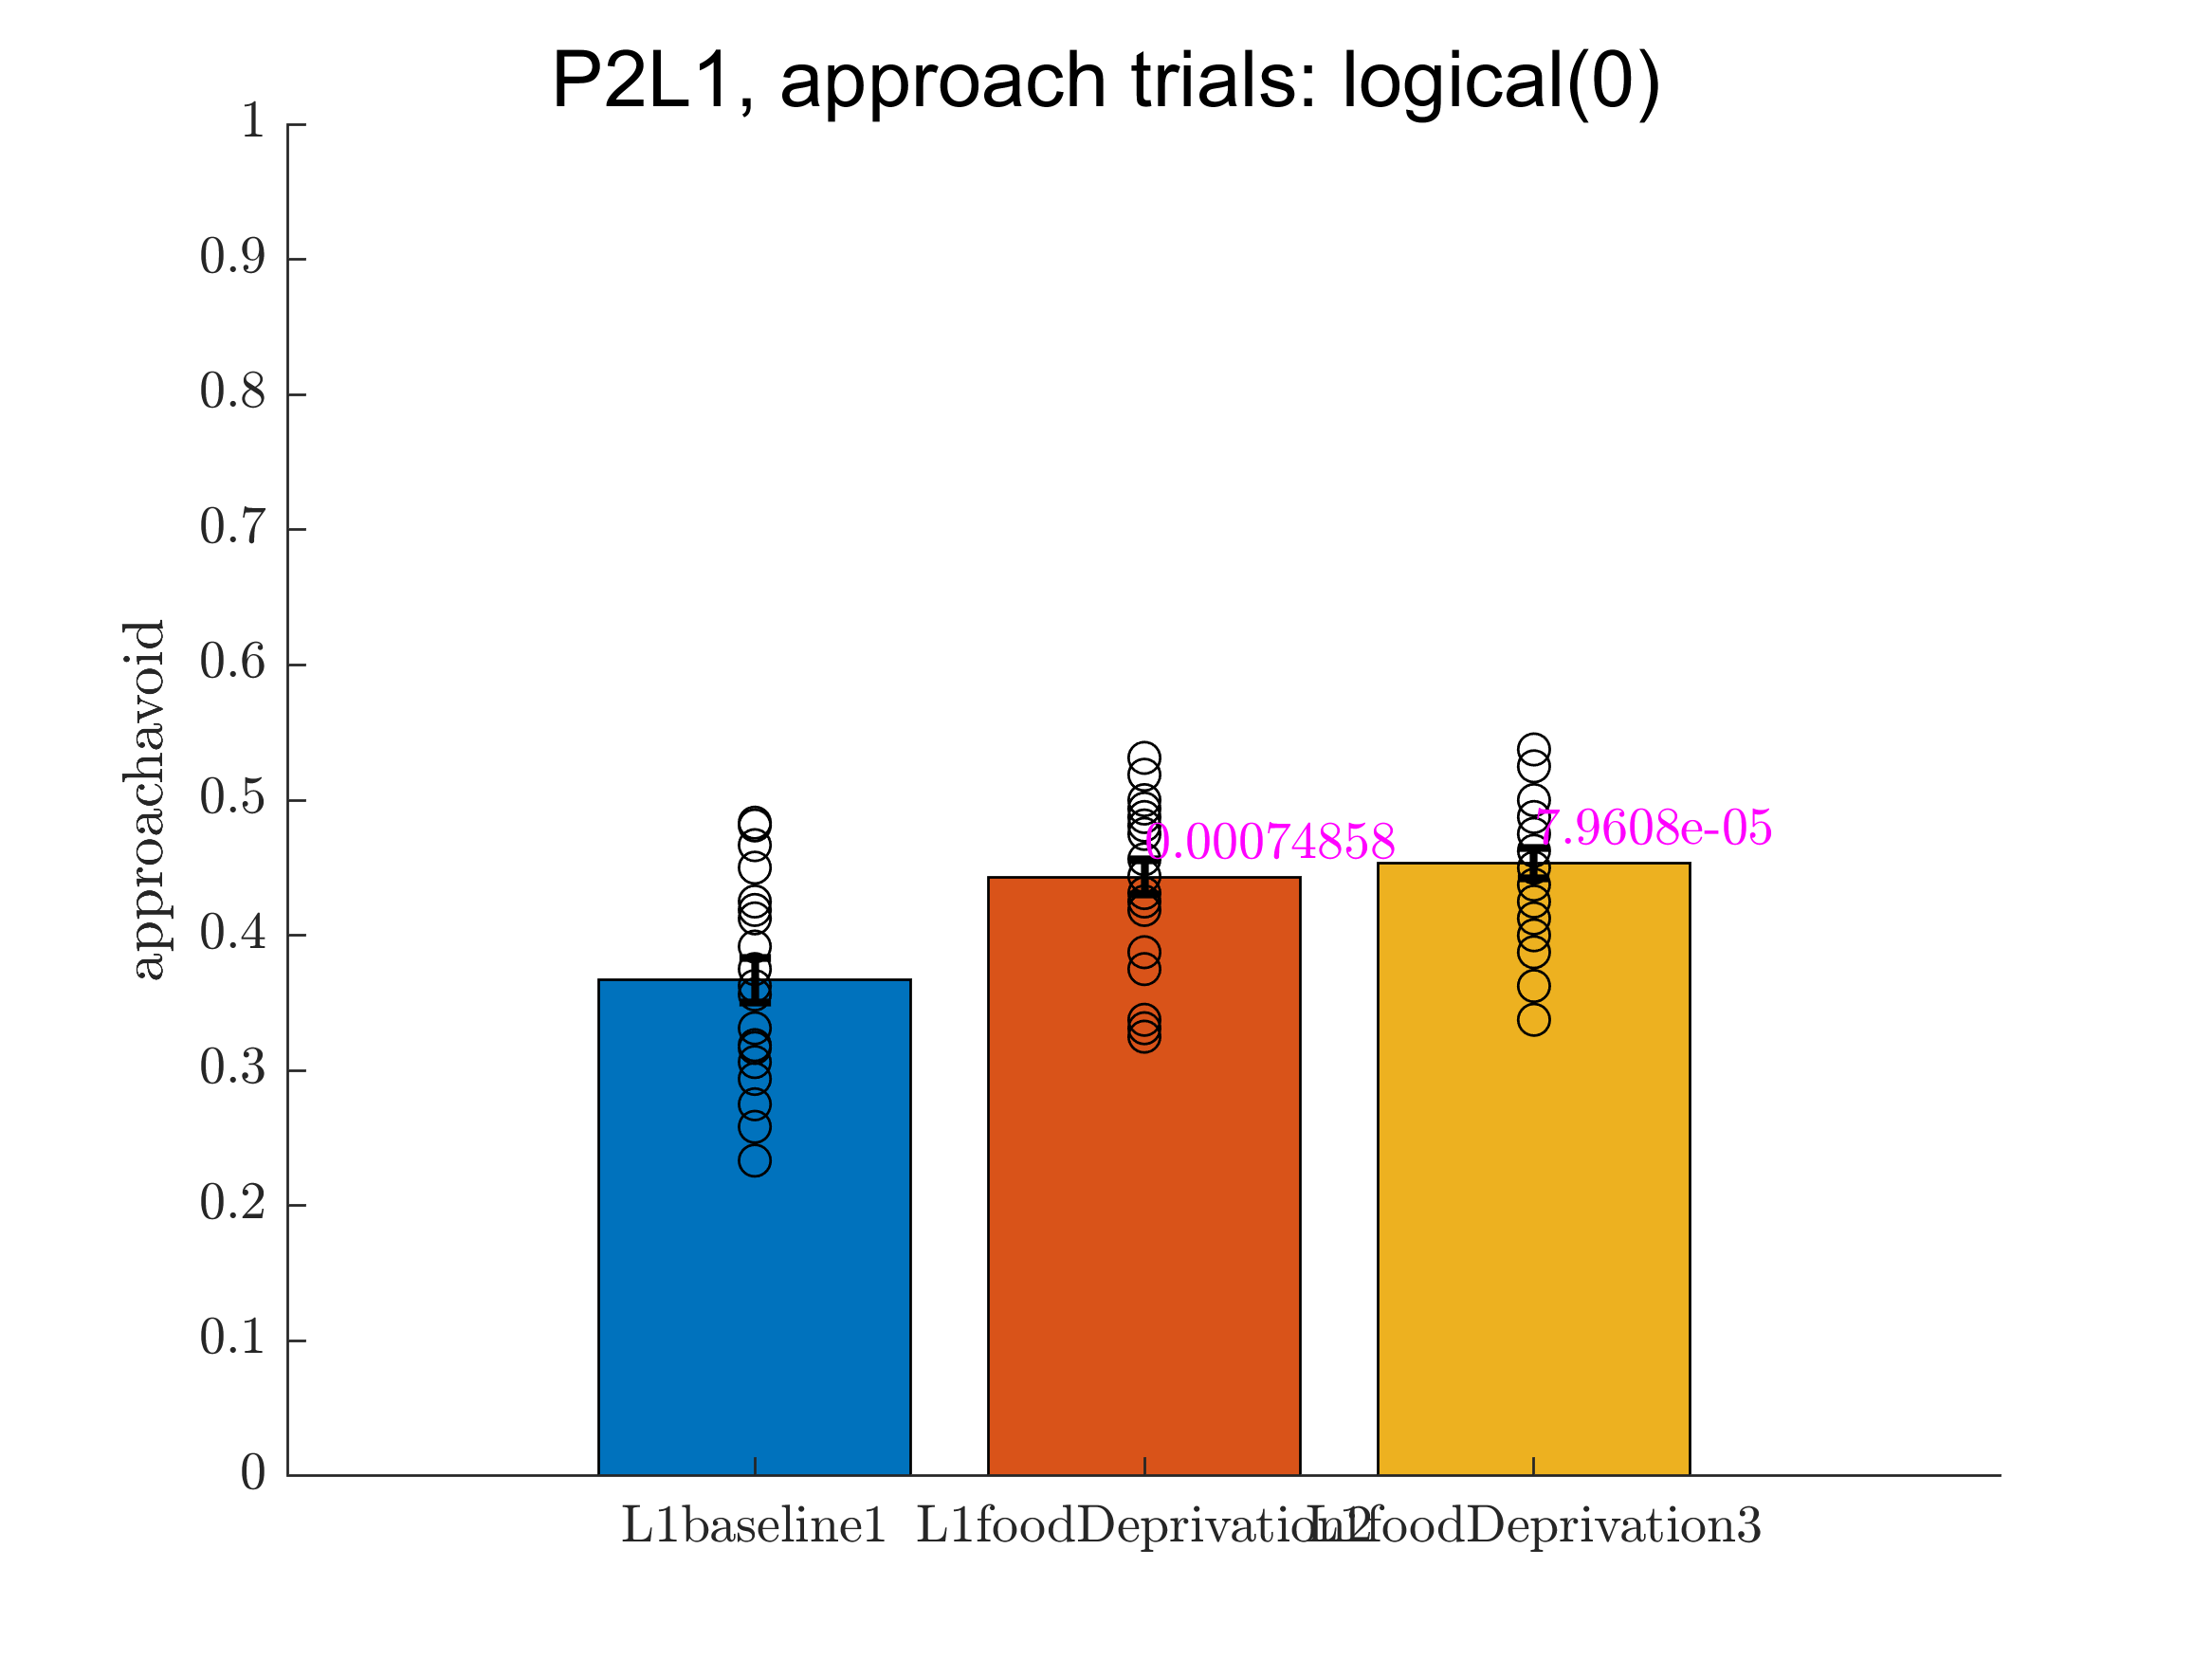 P2L1, approach trials: logical(0)
1
0.9
0.8
0.7
0.6
0.5
0.4
0.3
0.2
0.1
0
approachavoid
0.00074858
7.9608e-05
L1baseline1
L1foodDeprivation2
L1foodDeprivation3